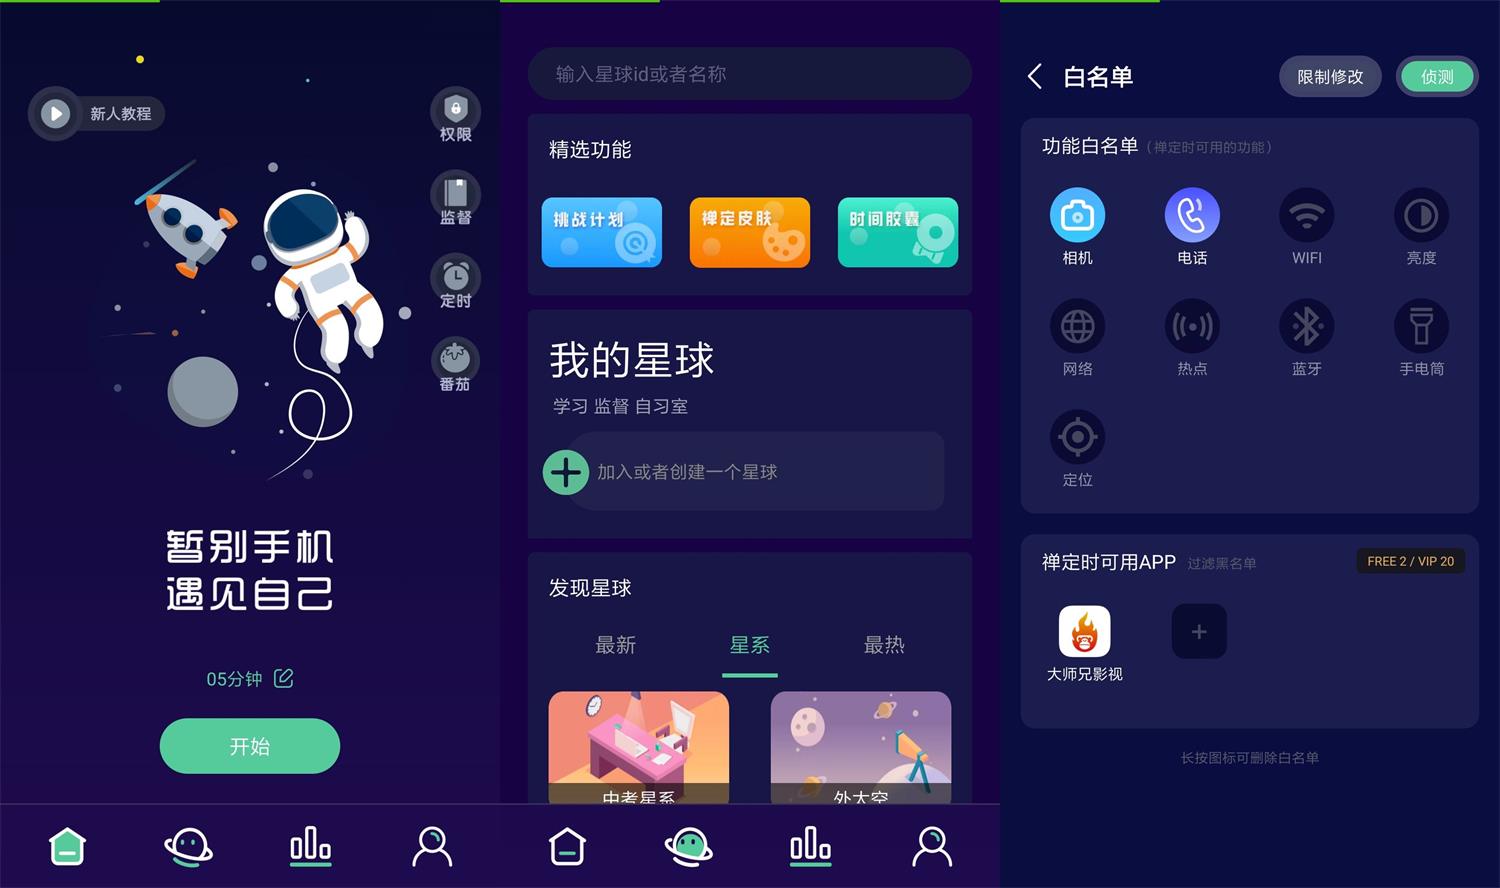 新人教程
权限
监督
定时
番茄
暂别手机
遇见自己
05分钟
开始
输入星球id或者名称
精选功能
挑战计划
禅定皮肤
时间胶囊
我的星球
学习 监督 自习室
加入或者创建一个星球
发现星球
最新
星系
最热
中考星系
外太空
白名单
限制修改
侦测
功能白名单（禅定时可用的功能）
相机
电话
WIFI
亮度
网络
热点
蓝牙
手电筒
定位
禅定时可用APP 过滤黑名单
FREE 2 / VIP 20
大师兄影视
长按图标可删除白名单